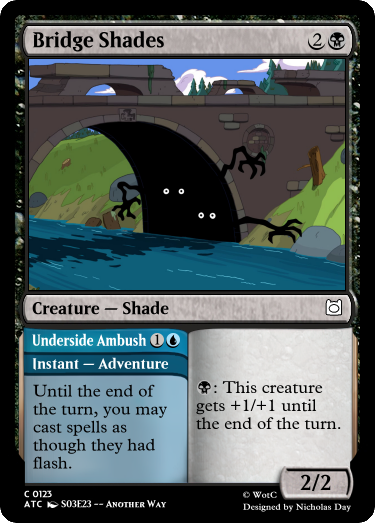 Bridge Shades 2
Creature — Shade
Underside Ambush 1
Instant — Adventure
Until the end of
the turn, you may
cast spells as
though they had
flash.
: This creature
gets +1/+1 until
the end of the turn.
2/2
C 0123
ATC S03E23 -- Another Way
© WotC
Designed by Nicholas Day